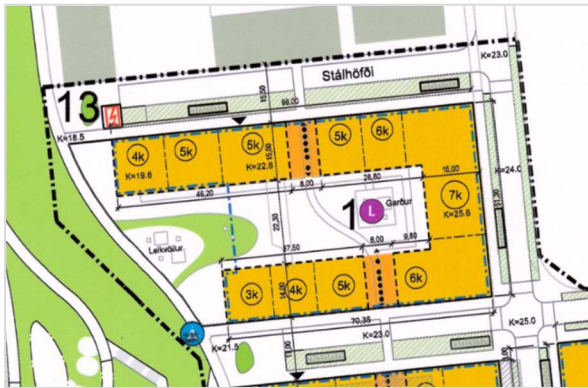 K=23.0
Stálhöfði
13
15,50
98,00
K=18.5
4k
5k
5k
5k
6k
K=19.6
K=22.6
15,00
K=24.0
46,20
8,00
28,80
15,00
7k
K=25.6
51,30
1
L
Garður
22,30
Leikvöllur
37,50
8,00
9,80
3k
4k
5k
6k
14,00
70,35
K=21.5
K=23.0
K=25.0